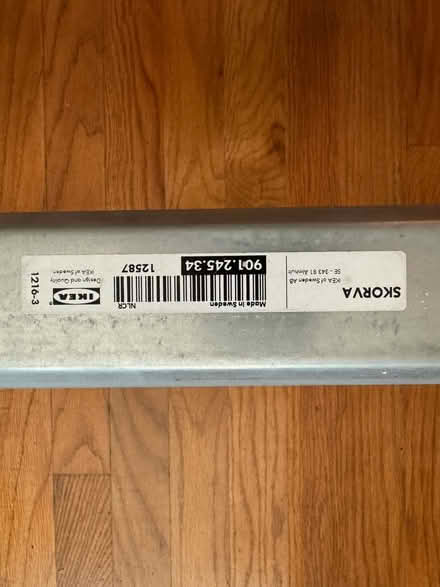 SKORVA
IKEA of Sweden AB
SE - 343 81 Älmhult
Made in Sweden
NLCR
901.245.34
12587
IKEA
Design and Quality
IKEA of Sweden
1216-3